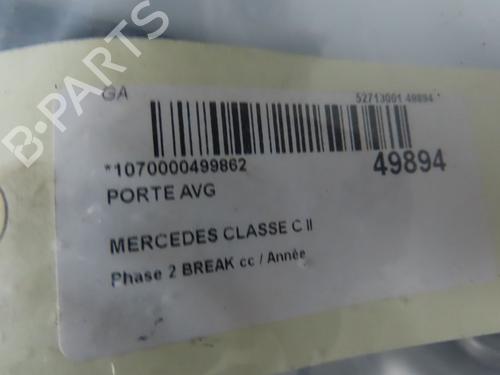 GA
52713001 49894
*1070000499862
49894
PORTE AVG
MERCEDES CLASSE C II
Phase 2 BREAK cc / Année
B-PARTS